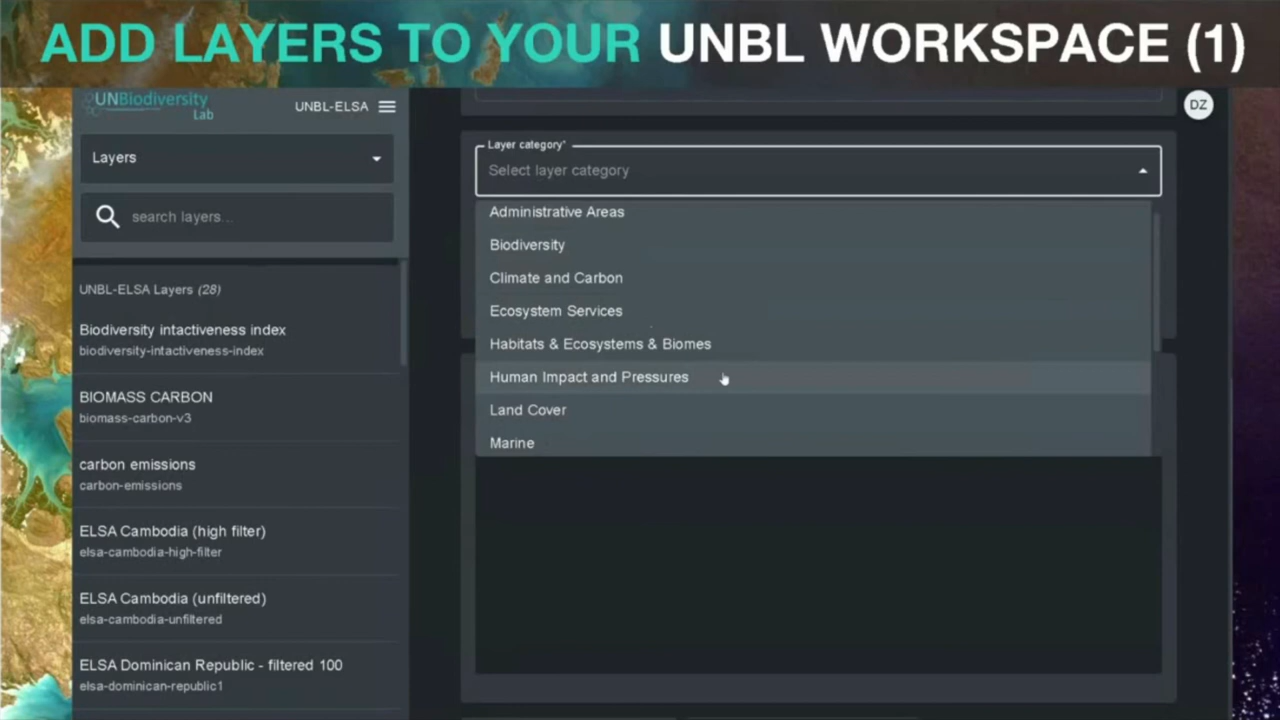 ADD LAYERS TO YOUR UNBL WORKSPACE (1)
UNBiodiversity
Lab
UNBL-ELSA
DZ
Layers
search layers...
UNBL-ELSA Layers (28)
Biodiversity intactiveness index
biodiversity-intactiveness-index
BIOMASS CARBON
biomass-carbon-v3
carbon emissions
carbon-emissions
ELSA Cambodia (high filter)
elsa-cambodia-high-filter
ELSA Cambodia (unfiltered)
elsa-cambodia-unfiltered
ELSA Dominican Republic - filtered 100
elsa-dominican-republic1
Layer category*
Select layer category
Administrative Areas
Biodiversity
Climate and Carbon
Ecosystem Services
Habitats & Ecosystems & Biomes
Human Impact and Pressures
Land Cover
Marine